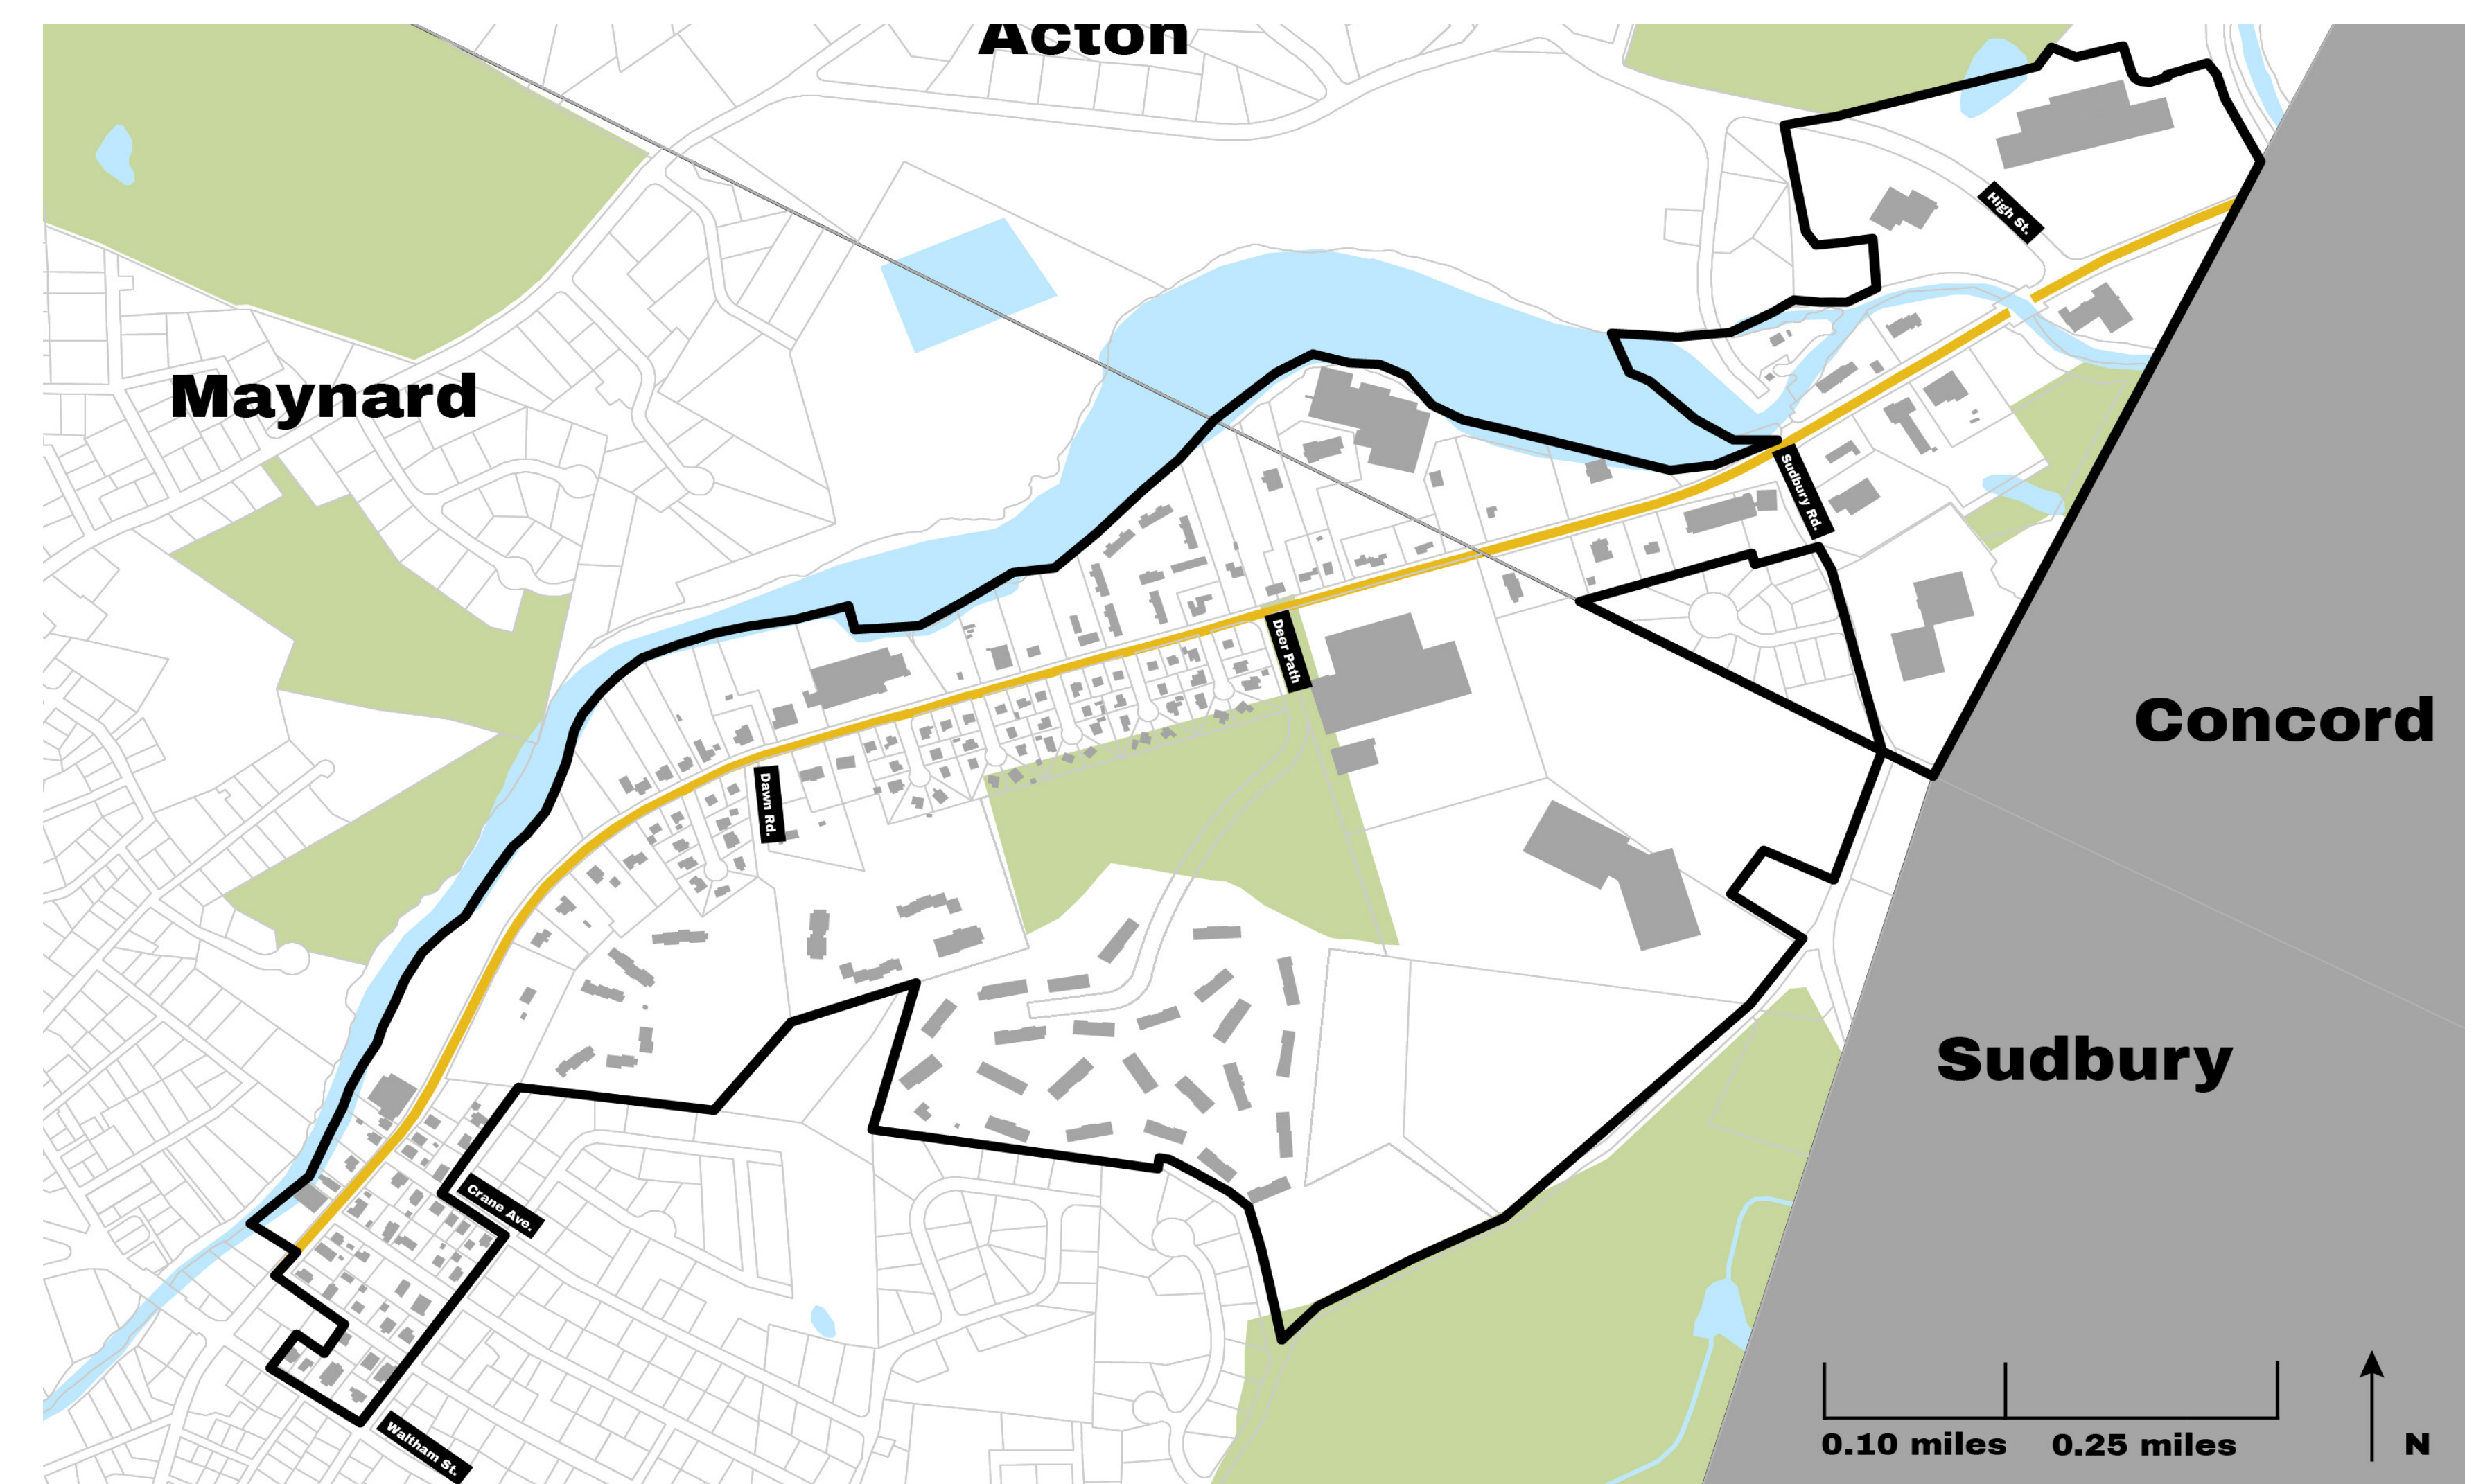 Acton
High St.
Maynard
Sudbury Rd.
Deer Path
Concord
Dawn Rd.
Sudbury
Crane Ave.
Waltham St.
0.10 miles
0.25 miles
N